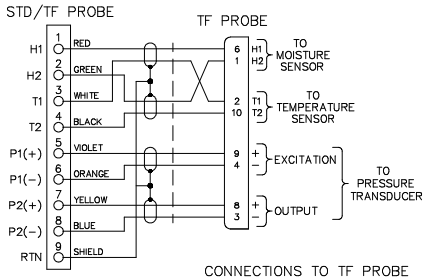 STD/TF PROBE
TF PROBE
H1 1 RED 6 H1
H2 2 GREEN 1 H2
TO MOISTURE SENSOR
T1 3 WHITE 2 T1
T2 4 BLACK 10 T2
TO TEMPERATURE SENSOR
P1(+) 5 VIOLET 9 +
P1(-) 6 ORANGE 4 -
EXCITATION
P2(+) 7 YELLOW 8 +
P2(-) 8 BLUE 3 -
OUTPUT
TO PRESSURE TRANSDUCER
RTN 9 SHIELD
CONNECTIONS TO TF PROBE